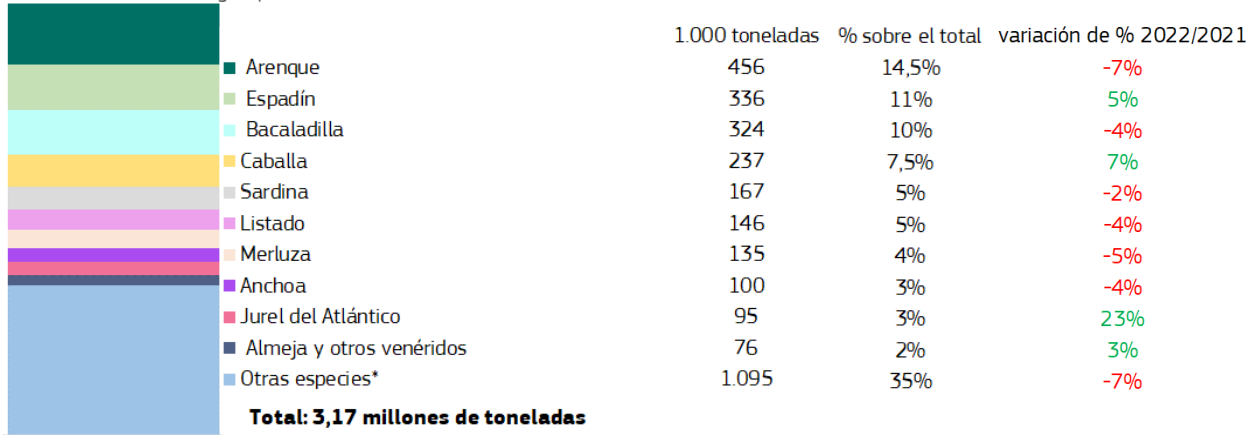 1.000 toneladas % sobre el total variación de % 2022/2021
Arenque 456 14,5% -7%
Espadín 336 11% 5%
Bacaladilla 324 10% -4%
Caballa 237 7,5% 7%
Sardina 167 5% -2%
Listado 146 5% -4%
Merluza 135 4% -5%
Anchoa 100 3% -4%
Jurel del Atlántico 95 3% 23%
Almeja y otros venéridos 76 2% 3%
Otras especies* 1.095 35% -7%
Total: 3,17 millones de toneladas